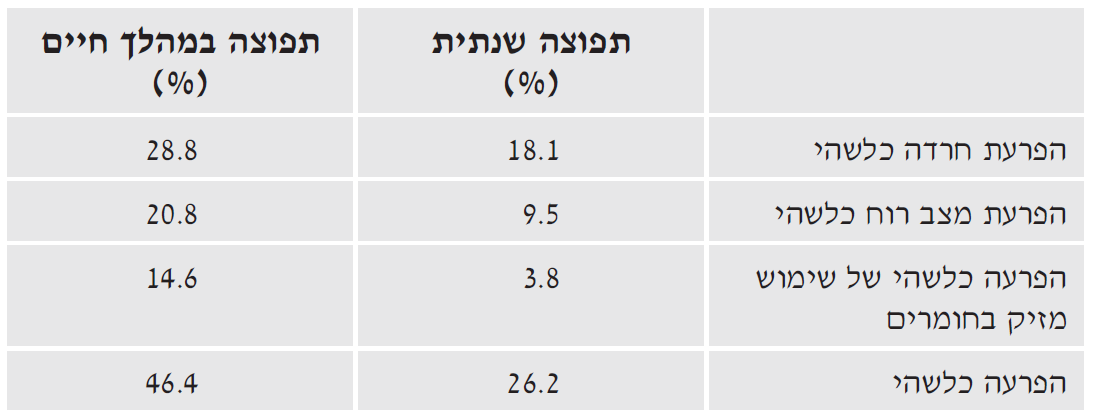 תפוצה שנתית תפוצה במהלך חיים
(%) (%)
הפרעת חרדה כלשהי 18.1 28.8
הפרעת מצב רוח כלשהי 9.5 20.8
הפרעה כלשהי של שימוש 3.8 14.6
מזיק בחומרים
הפרעה כלשהי 26.2 46.4